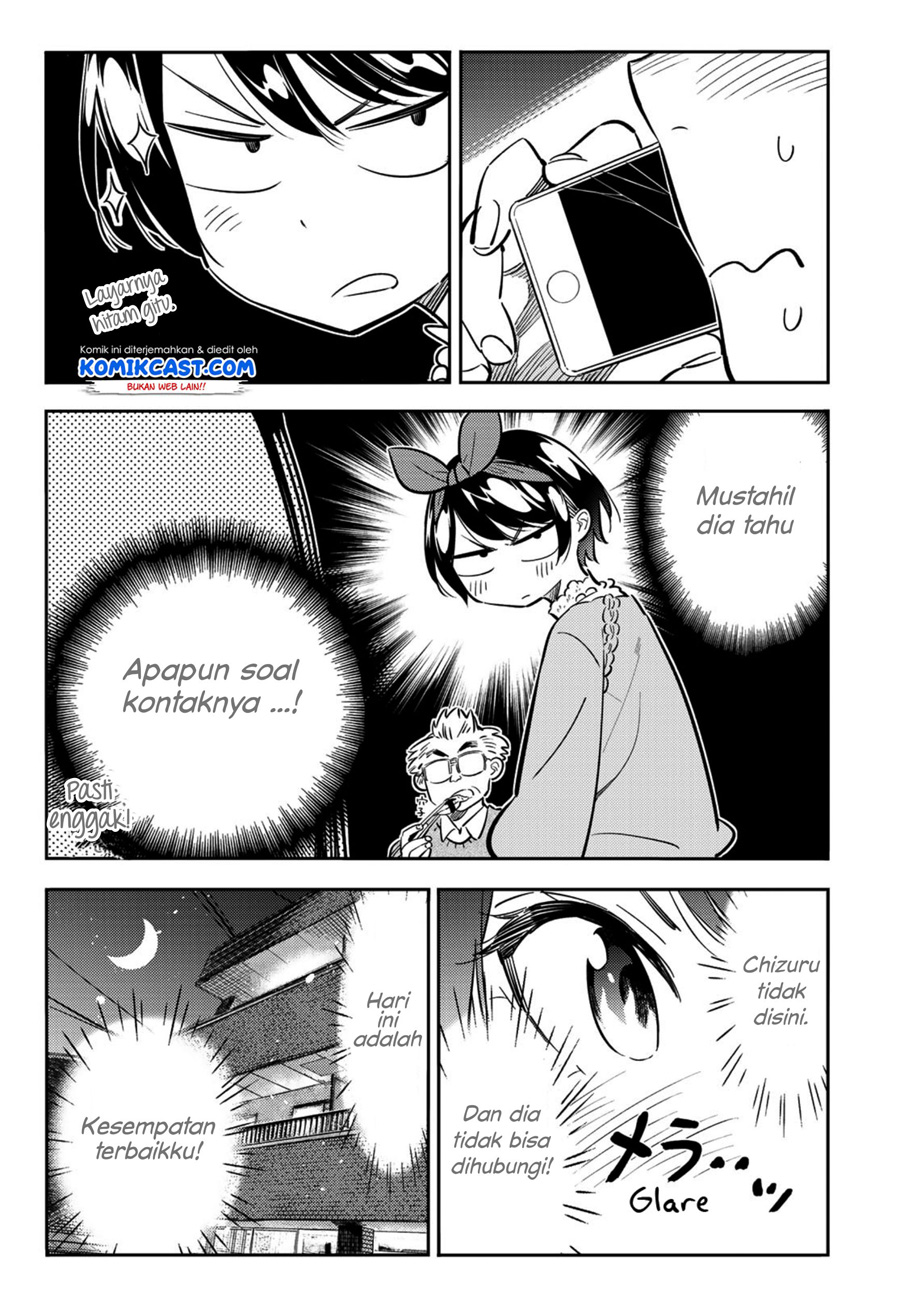 Layarnya
hitam gitu.
Komik ini diterjemahkan & diedit oleh
KOMIKCAST.COM
BUKAN WEB LAIN!!
Mustahil
dia tahu
Apapun soal
kontaknya ...!
Pasti
enggak!
Chizuru
tidak
disini.
Dan dia
tidak bisa
dihubungi!
メラ・・ッ
Glare
Hari
ini
adalah
Kesempatan
terbaikku!